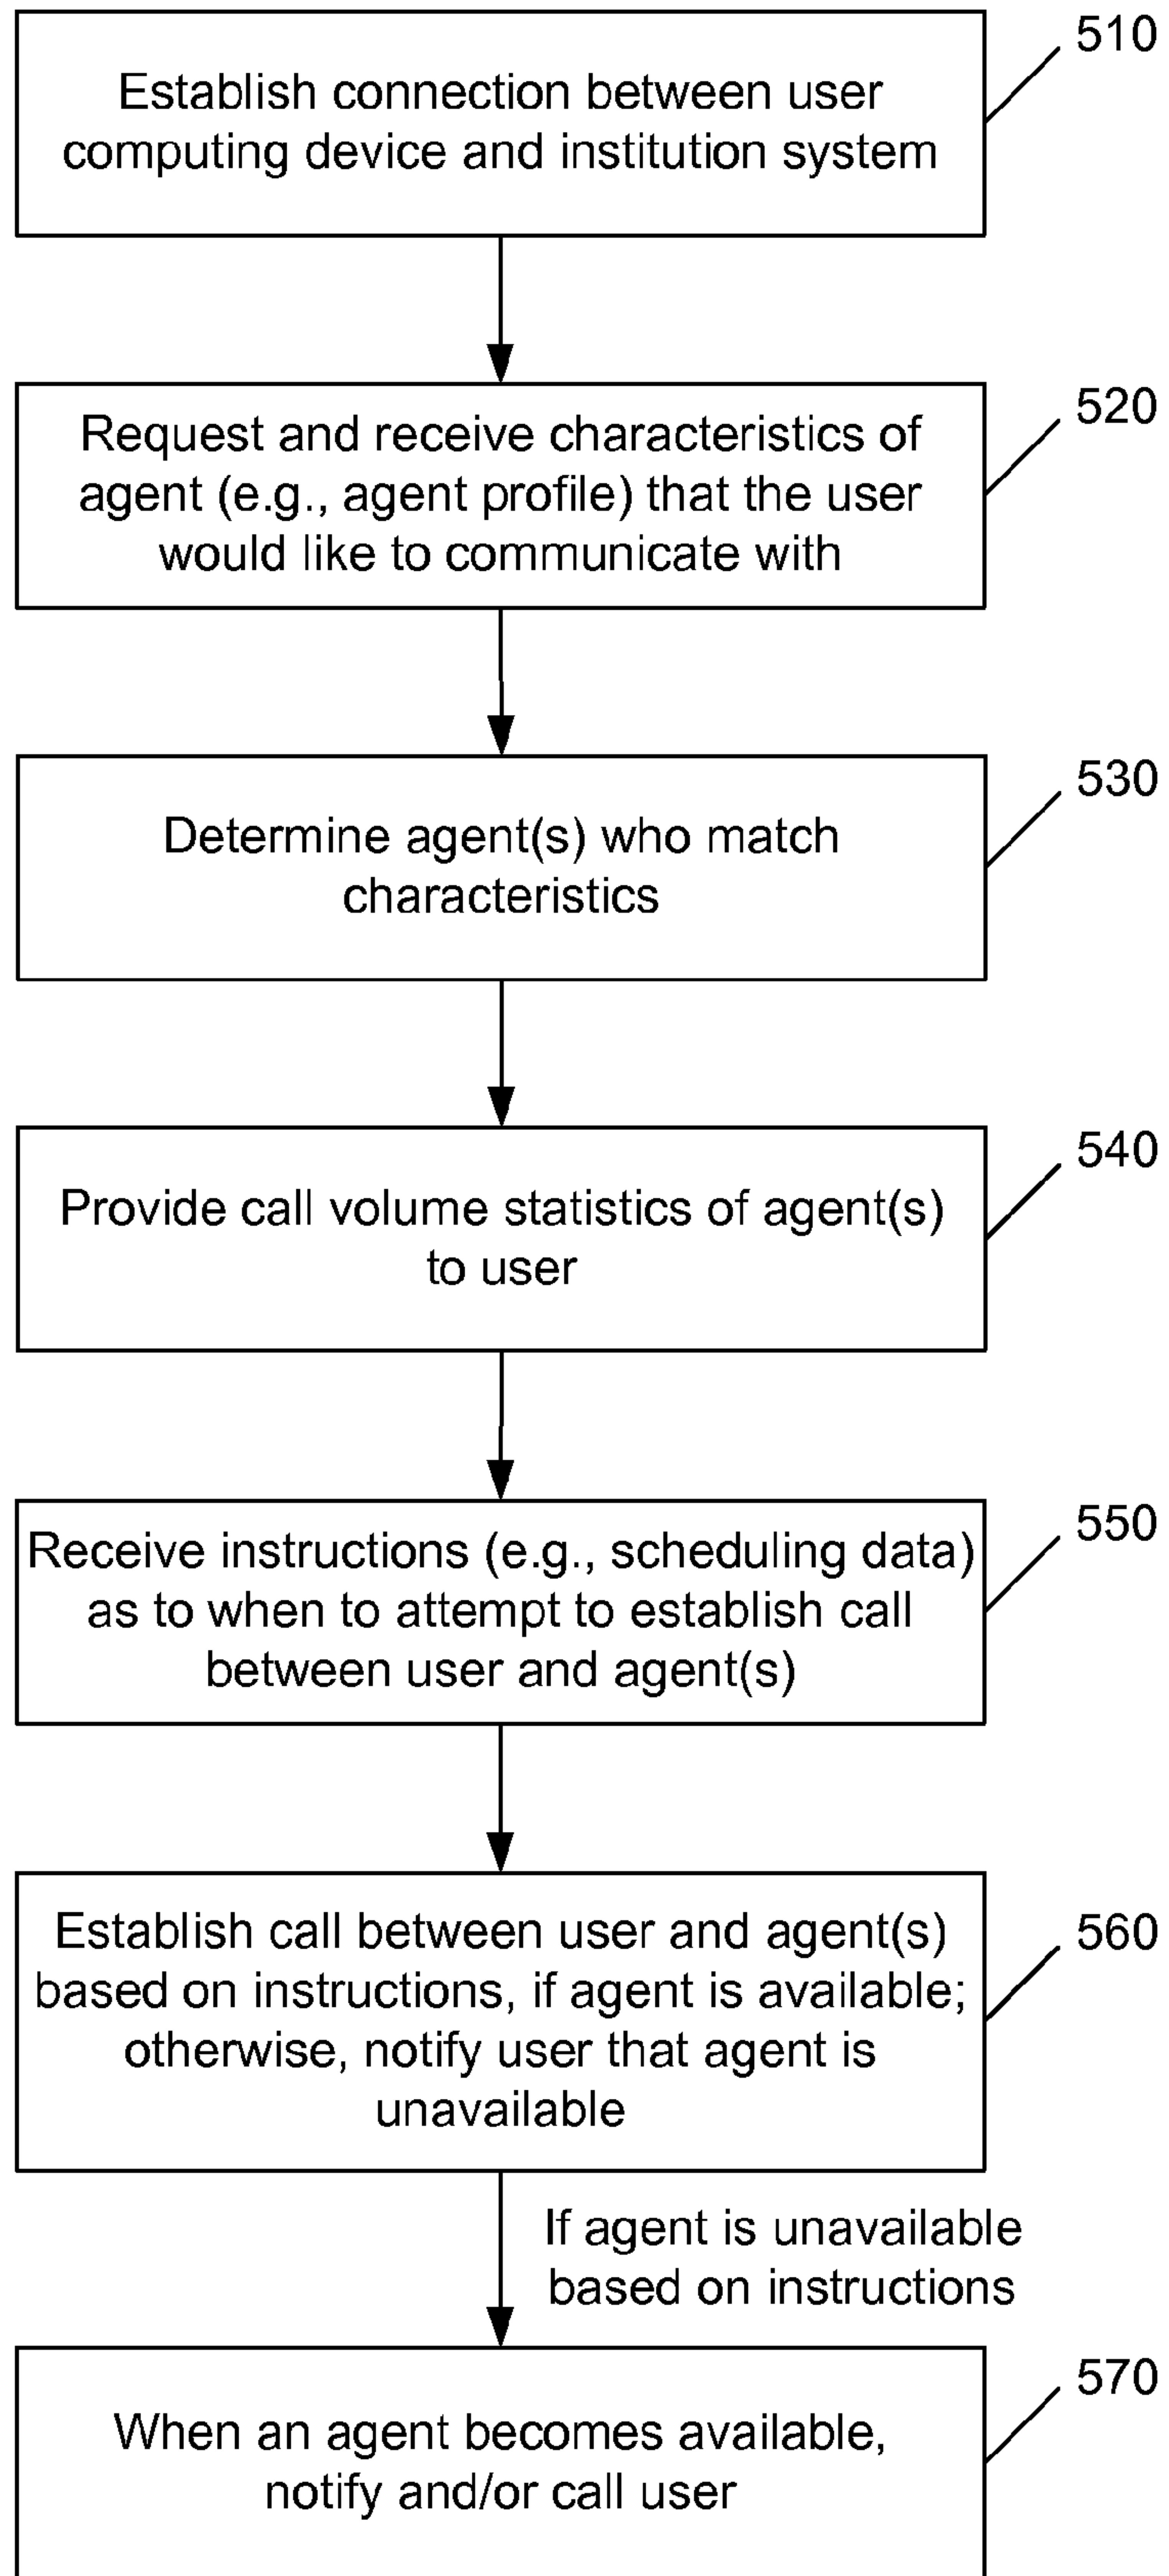 510
Establish connection between user
computing device and institution system
520
Request and receive characteristics of
agent (e.g., agent profile) that the user
would like to communicate with
530
Determine agent(s) who match
characteristics
540
Provide call volume statistics of agent(s)
to user
550
Receive instructions (e.g., scheduling data)
as to when to attempt to establish call
between user and agent(s)
560
Establish call between user and agent(s)
based on instructions, if agent is available;
otherwise, notify user that agent is
unavailable
If agent is unavailable
based on instructions
570
When an agent becomes available,
notify and/or call user